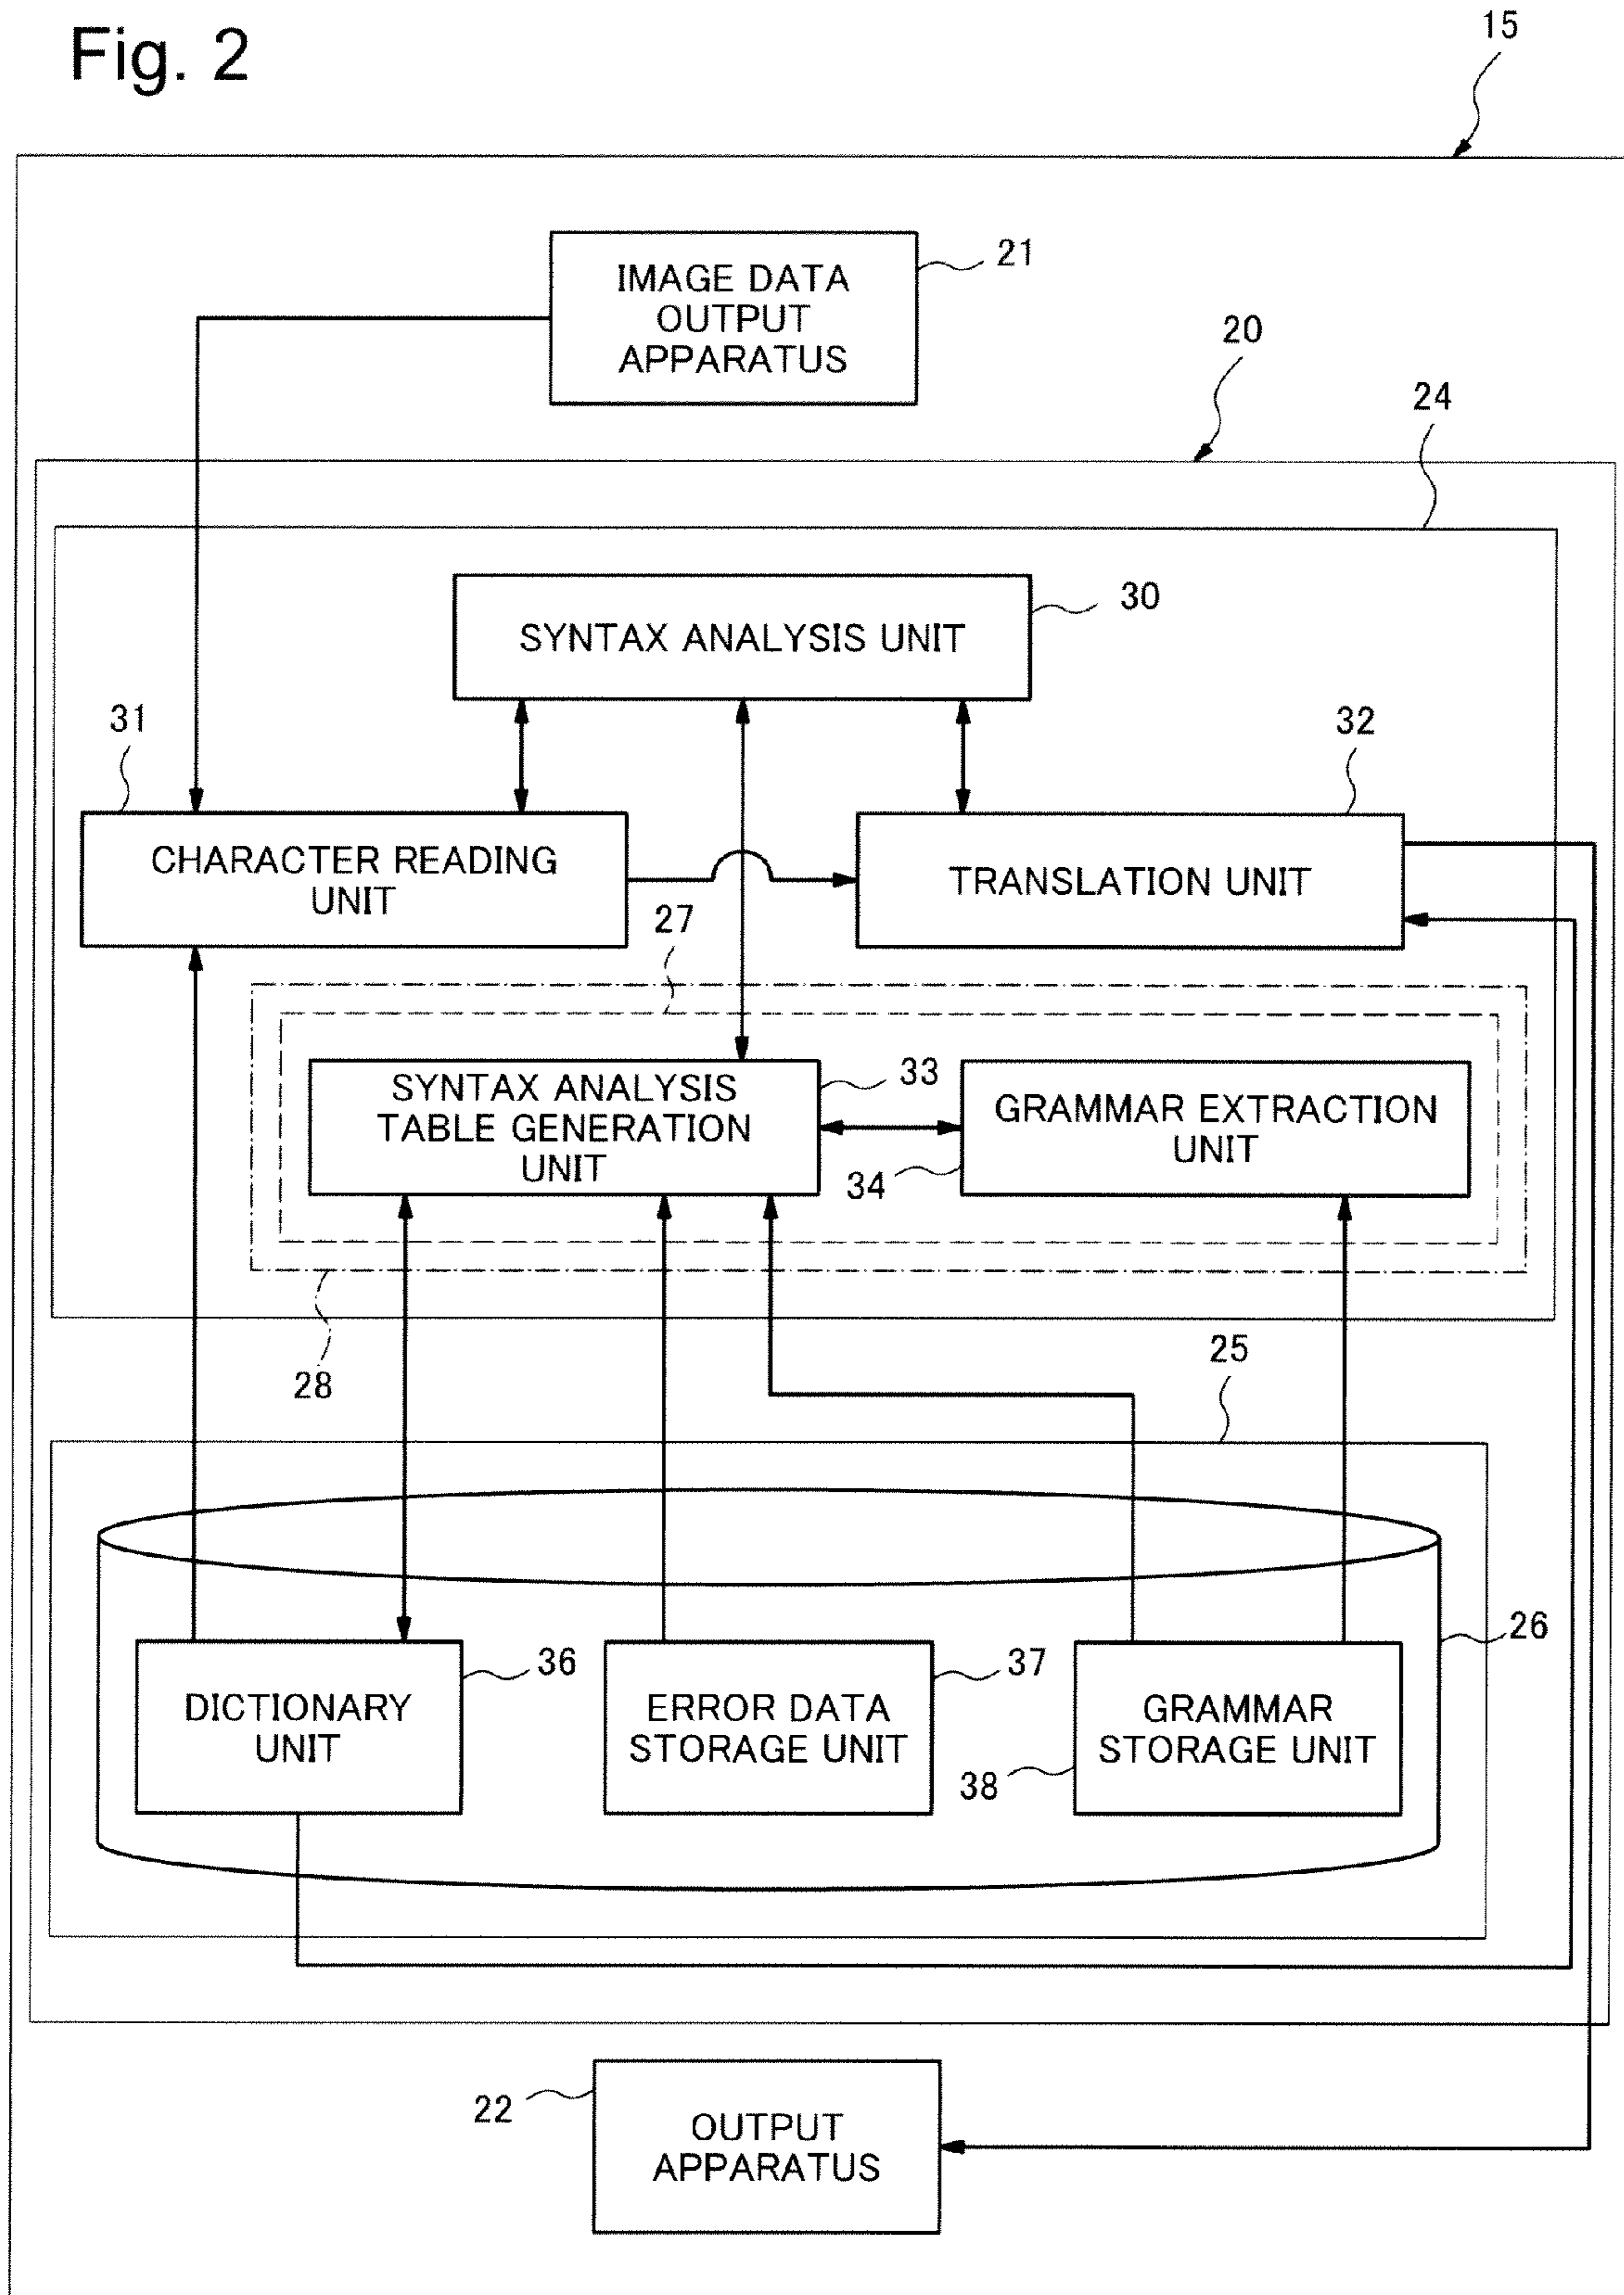 Fig. 2
15
IMAGE DATA
OUTPUT
APPARATUS
21
20
24
SYNTAX ANALYSIS UNIT
30
31
CHARACTER READING
UNIT
32
TRANSLATION UNIT
27
SYNTAX ANALYSIS
TABLE GENERATION
UNIT
33
GRAMMAR EXTRACTION
UNIT
34
28
25
26
DICTIONARY
UNIT
36
ERROR DATA
STORAGE UNIT
37
GRAMMAR
STORAGE UNIT
38
22
OUTPUT
APPARATUS